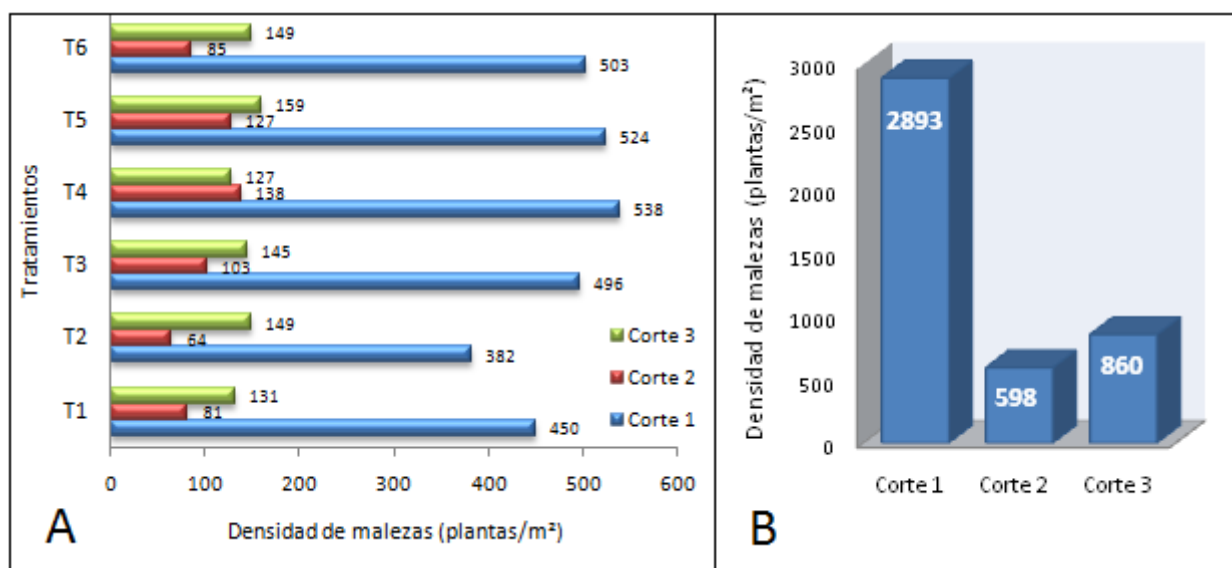 Tratamientos
T6
149
85
503
T5
159
127
524
T4
127
138
538
T3
145
103
496
T2
149
64
382
T1
131
81
450
Corte 3
Corte 2
Corte 1
0 100 200 300 400 500 600
Densidad de malezas (plantas/m²)
A
Densidad de malezas (plantas/m²)
3000
2500
2000
1500
1000
500
0
2893
598
860
Corte 1 Corte 2 Corte 3
B